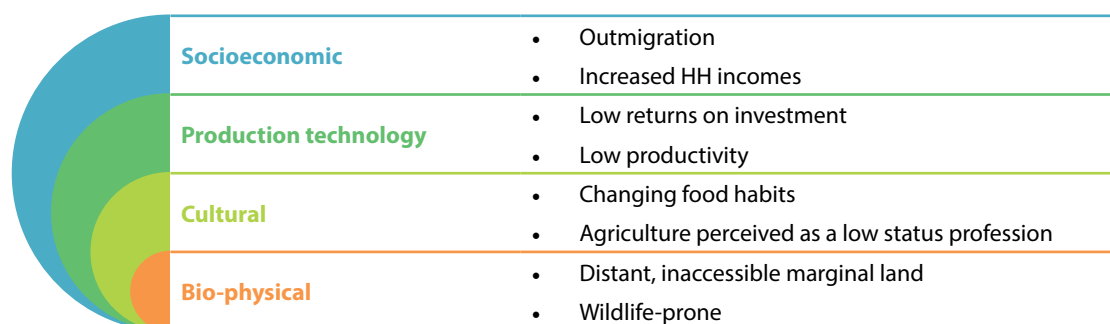 Socioeconomic
• Outmigration
• Increased HH incomes
Production technology
• Low returns on investment
• Low productivity
Cultural
• Changing food habits
• Agriculture perceived as a low status profession
Bio-physical
• Distant, inaccessible marginal land
• Wildlife-prone